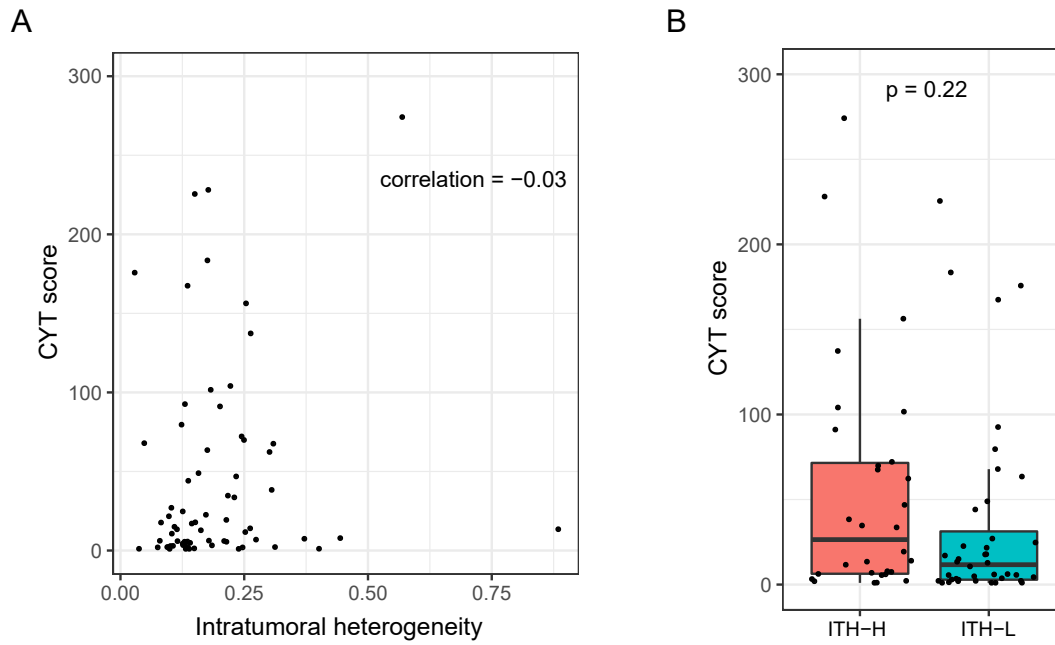 A
300
200
100
0
CYT score
correlation = −0.03
0.00 0.25 0.50 0.75
Intratumoral heterogeneity
B
300
200
100
0
CYT score
p = 0.22
ITH−H ITH−L